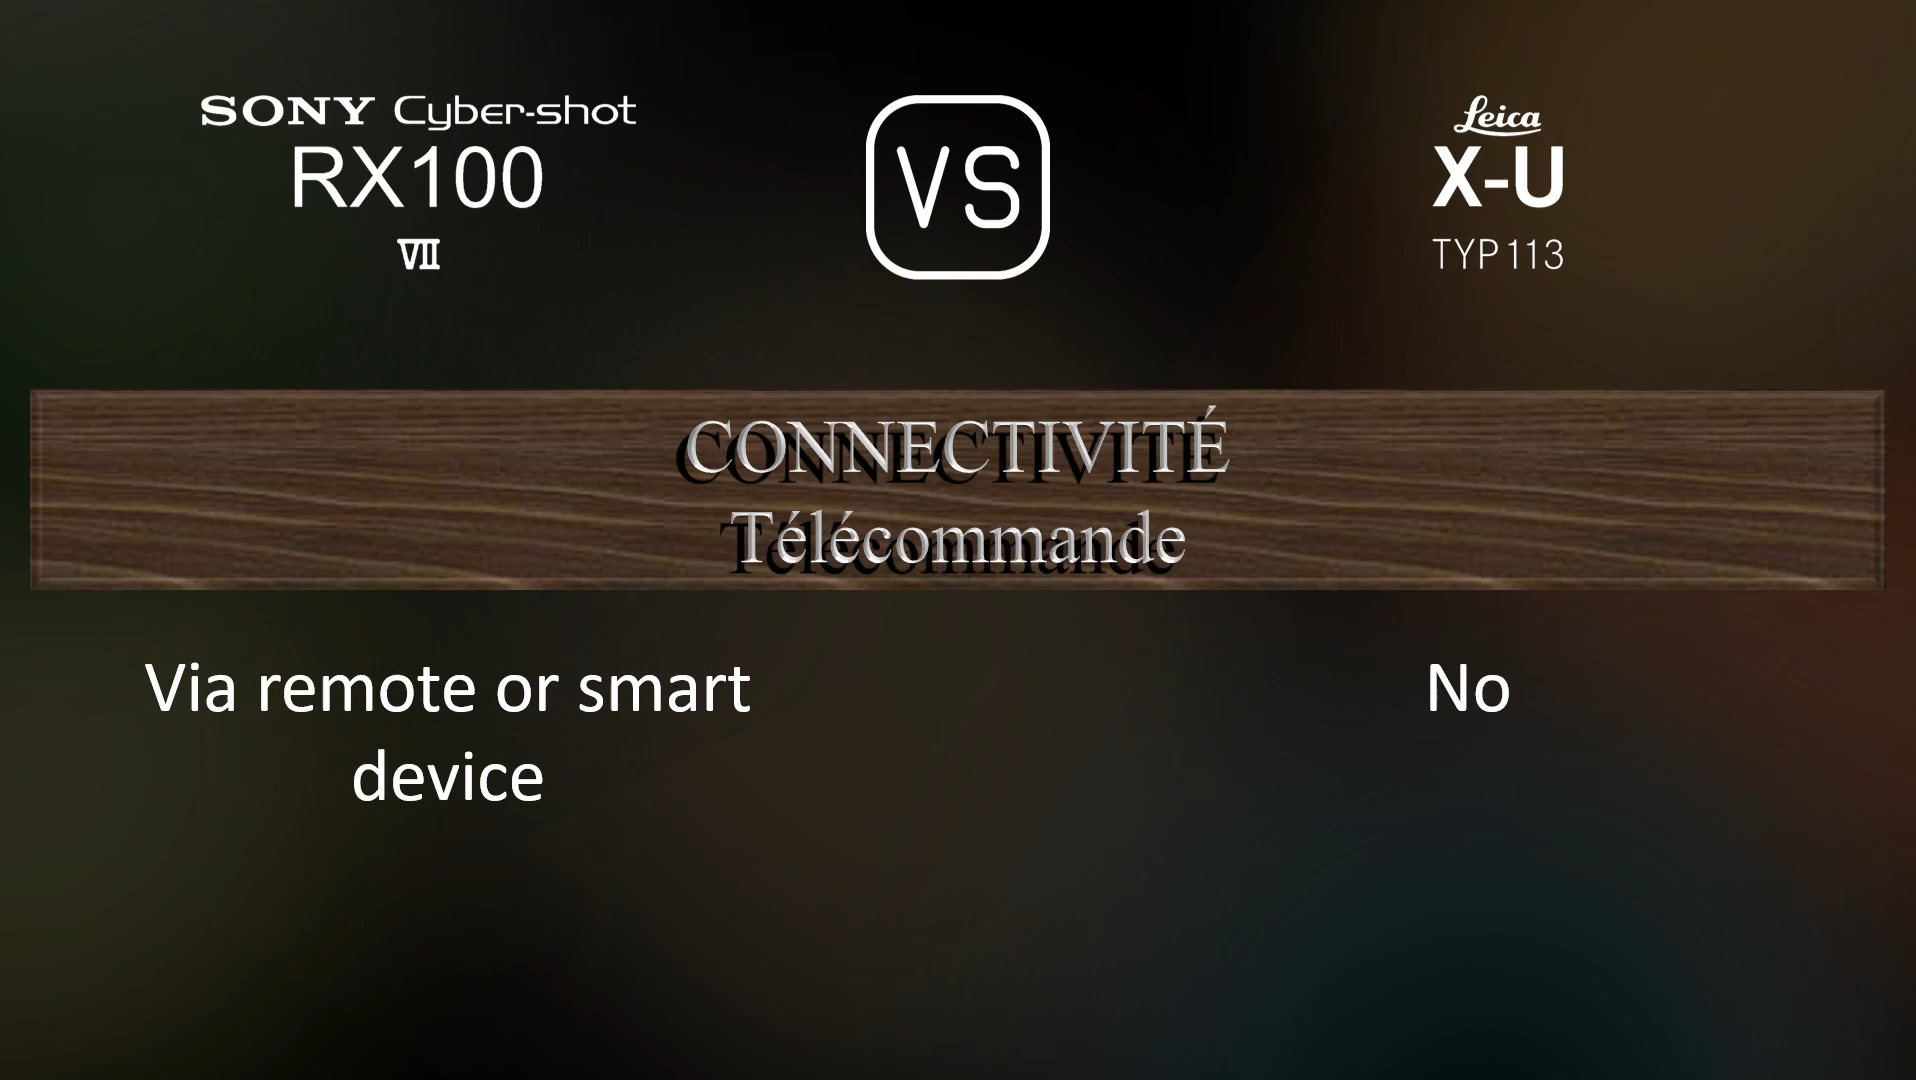 SONY Cyber-shot
RX100
VII
VS
Leica
X-U
TYP 113
CONNECTIVITÉ
Télécommande
Via remote or smart
device
No